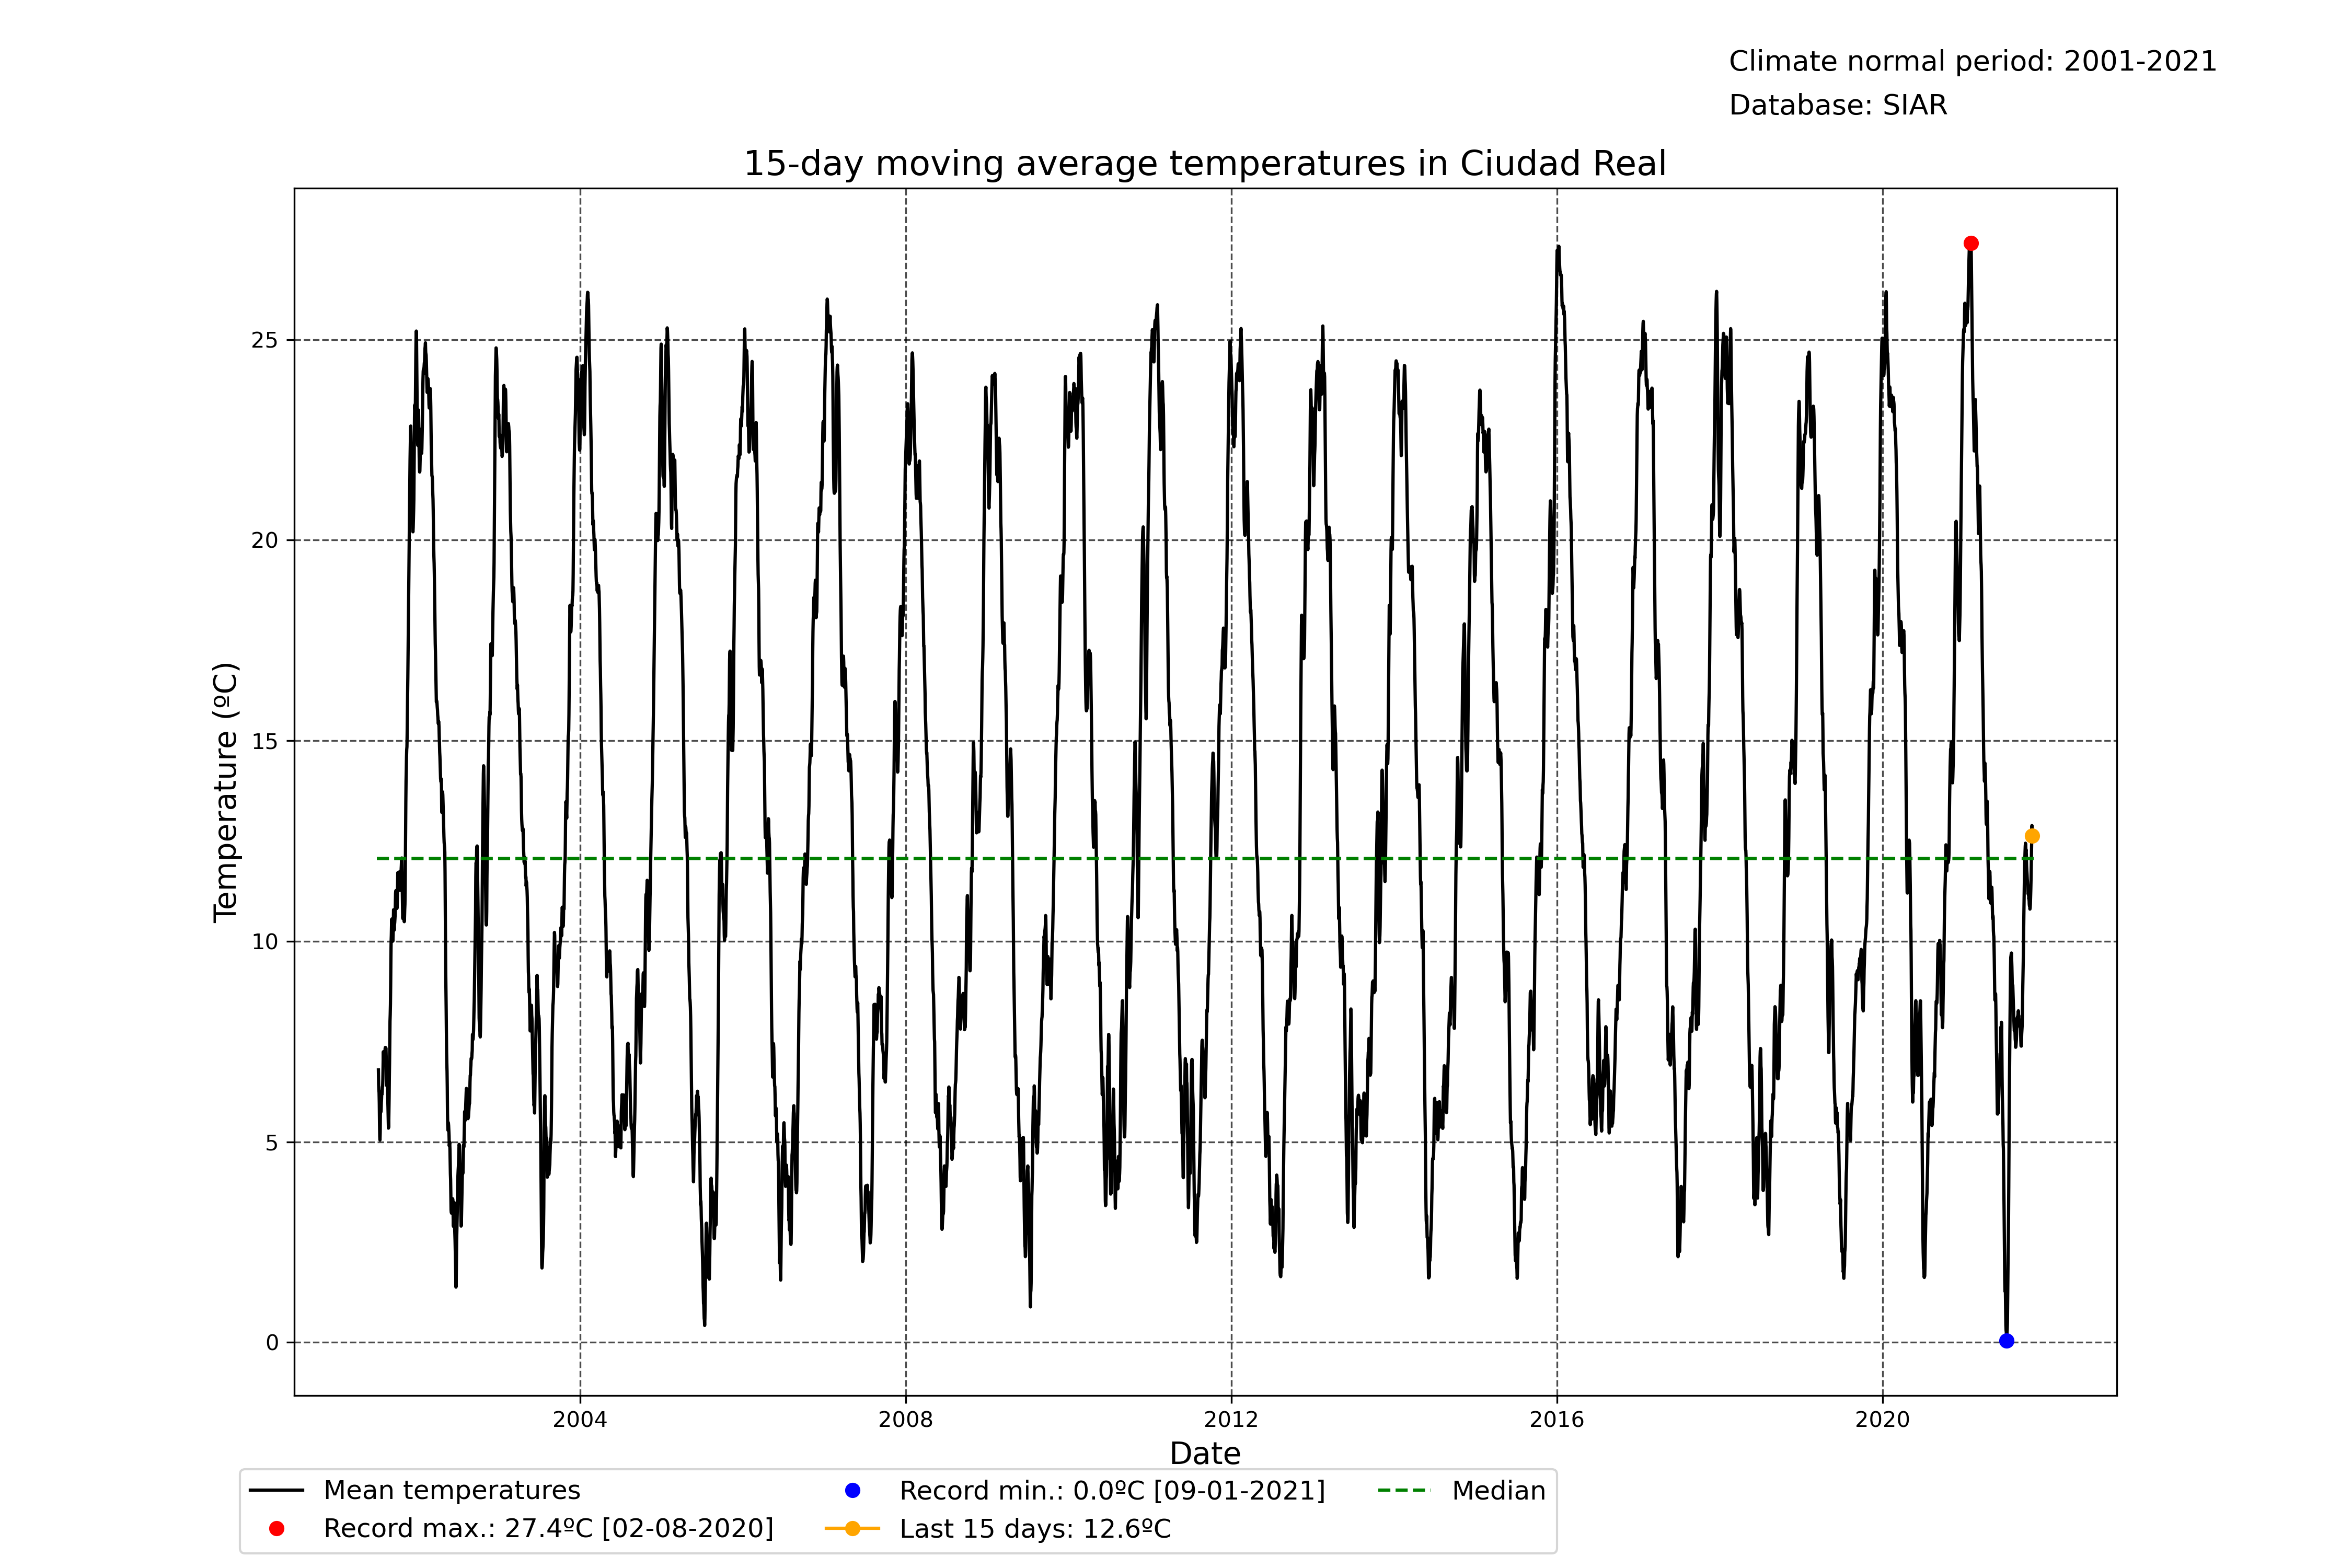 Climate normal period: 2001-2021
Database: SIAR
15-day moving average temperatures in Ciudad Real
Temperature (ºC)
25
20
15
10
5
0
2004 2008 2012 2016 2020
Date
Mean temperatures
Record max.: 27.4ºC [02-08-2020]
Record min.: 0.0ºC [09-01-2021]
Last 15 days: 12.6ºC
Median